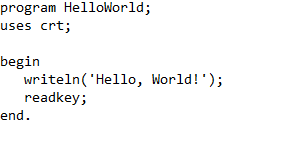 program HelloWorld;
uses crt;

begin
   writeln('Hello, World!');
   readkey;
end.